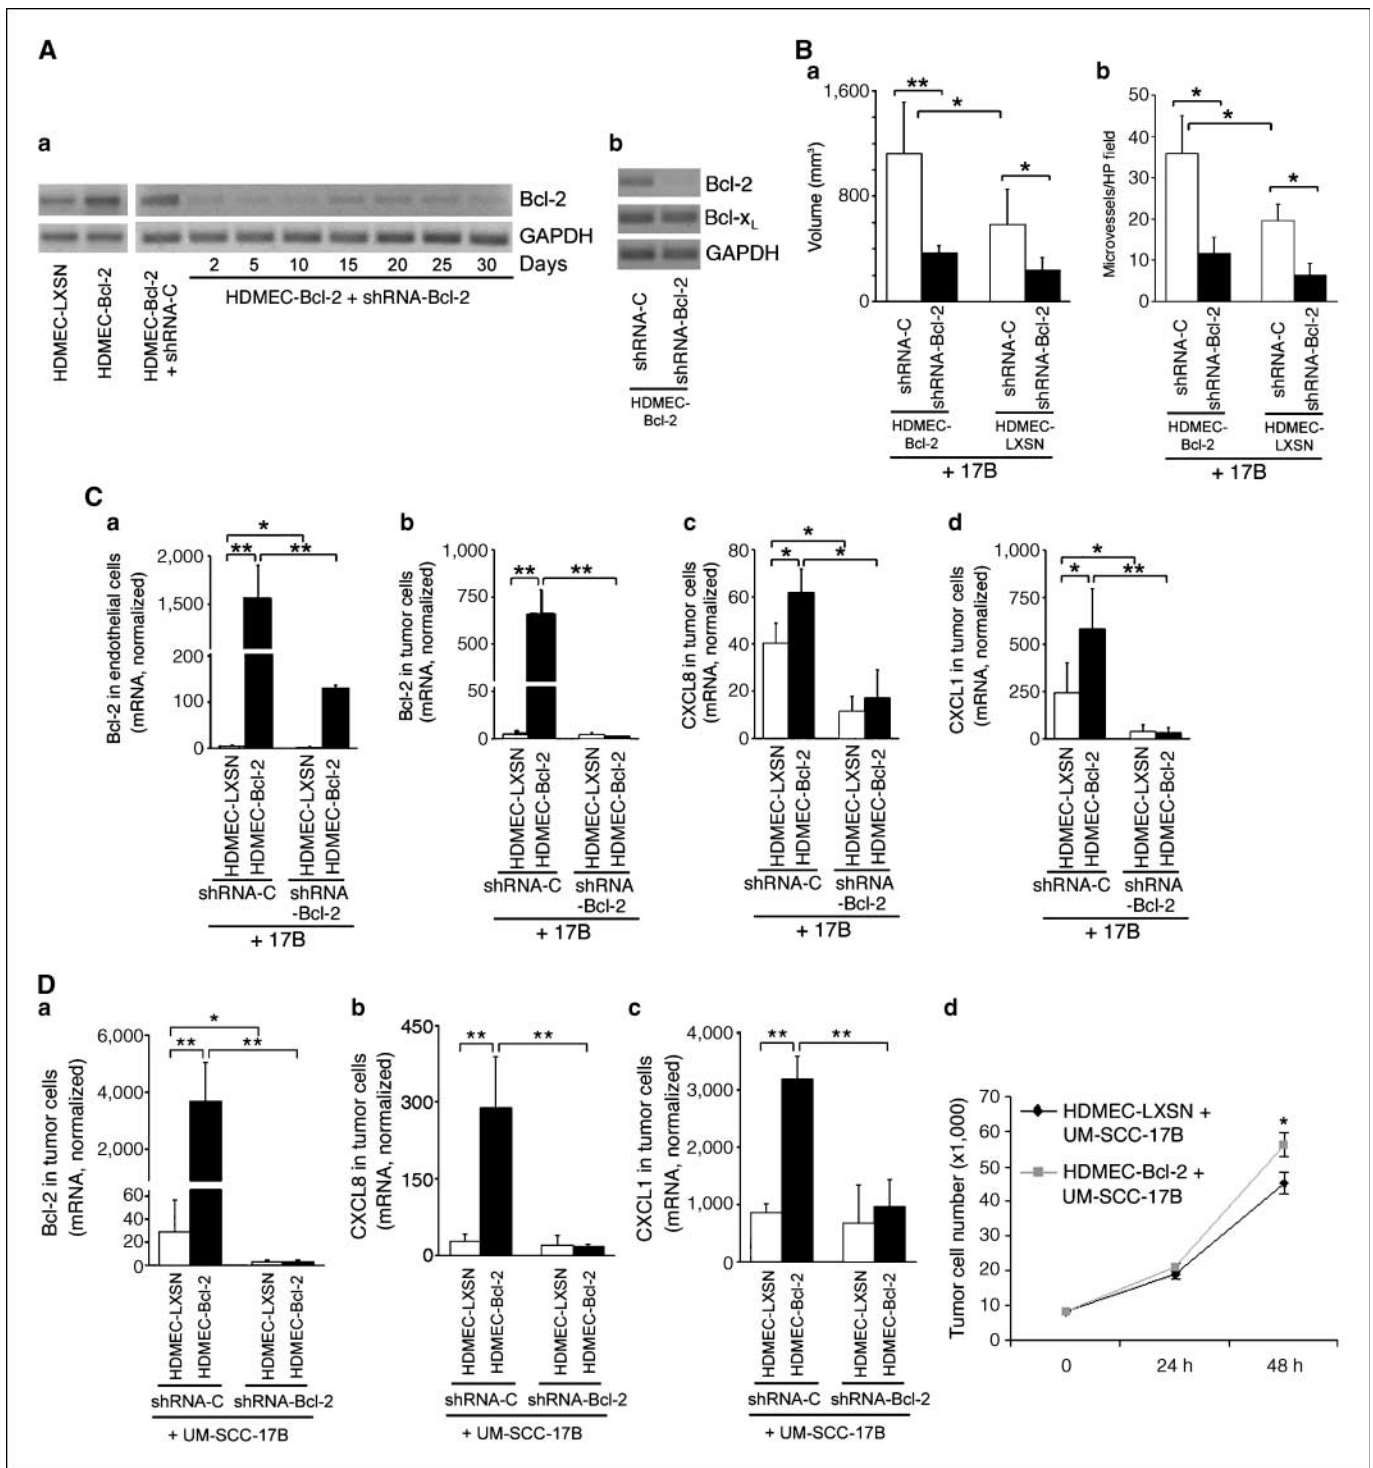 A
a
Bcl-2
GAPDH
2 5 10 15 20 25 30 Days
HDMEC-LXSN
HDMEC-Bcl-2
HDMEC-Bcl-2
+ shRNA-C
HDMEC-Bcl-2 + shRNA-Bcl-2
b
Bcl-2
Bcl-xL
GAPDH
shRNA-C
shRNA-Bcl-2
HDMEC-
Bcl-2
B
a
Volume (mm³)
1,600
800
0
**
*
*
shRNA-C
shRNA-Bcl-2
shRNA-C
shRNA-Bcl-2
HDMEC-
Bcl-2
HDMEC-
LXSN
+ 17B
b
Microvessels/HP field
50
40
30
20
10
0
*
*
*
shRNA-C
shRNA-Bcl-2
shRNA-C
shRNA-Bcl-2
HDMEC-
Bcl-2
HDMEC-
LXSN
+ 17B
C
a
Bcl-2 in endothelial cells
(mRNA, normalized)
2,000
1,500
200
100
0
*
**
**
HDMEC-LXSN
HDMEC-Bcl-2
HDMEC-LXSN
HDMEC-Bcl-2
shRNA-C
shRNA
-Bcl-2
+ 17B
b
Bcl-2 in tumor cells
(mRNA, normalized)
1,000
750
500
50
0
**
**
HDMEC-LXSN
HDMEC-Bcl-2
HDMEC-LXSN
HDMEC-Bcl-2
shRNA-C
shRNA
-Bcl-2
+ 17B
c
CXCL8 in tumor cells
(mRNA, normalized)
80
60
40
20
0
*
*
*
HDMEC-LXSN
HDMEC-Bcl-2
HDMEC-LXSN
HDMEC-Bcl-2
shRNA-C
shRNA
-Bcl-2
+ 17B
d
CXCL1 in tumor cells
(mRNA, normalized)
1,000
750
500
250
0
*
*
**
HDMEC-LXSN
HDMEC-Bcl-2
HDMEC-LXSN
HDMEC-Bcl-2
shRNA-C
shRNA
-Bcl-2
+ 17B
D
a
Bcl-2 in tumor cells
(mRNA, normalized)
6,000
4,000
2,000
60
40
20
0
*
**
**
HDMEC-LXSN
HDMEC-Bcl-2
HDMEC-LXSN
HDMEC-Bcl-2
shRNA-C
shRNA-Bcl-2
+ UM-SCC-17B
b
CXCL8 in tumor cells
(mRNA, normalized)
450
300
150
0
**
**
HDMEC-LXSN
HDMEC-Bcl-2
HDMEC-LXSN
HDMEC-Bcl-2
shRNA-C
shRNA-Bcl-2
+ UM-SCC-17B
c
CXCL1 in tumor cells
(mRNA, normalized)
4,000
3,000
2,000
1,000
0
**
**
HDMEC-LXSN
HDMEC-Bcl-2
HDMEC-LXSN
HDMEC-Bcl-2
shRNA-C
shRNA-Bcl-2
+ UM-SCC-17B
d
Tumor cell number (x1,000)
70
60
50
40
30
20
10
0
HDMEC-LXSN +
UM-SCC-17B
HDMEC-Bcl-2 +
UM-SCC-17B
*
0 24 h 48 h